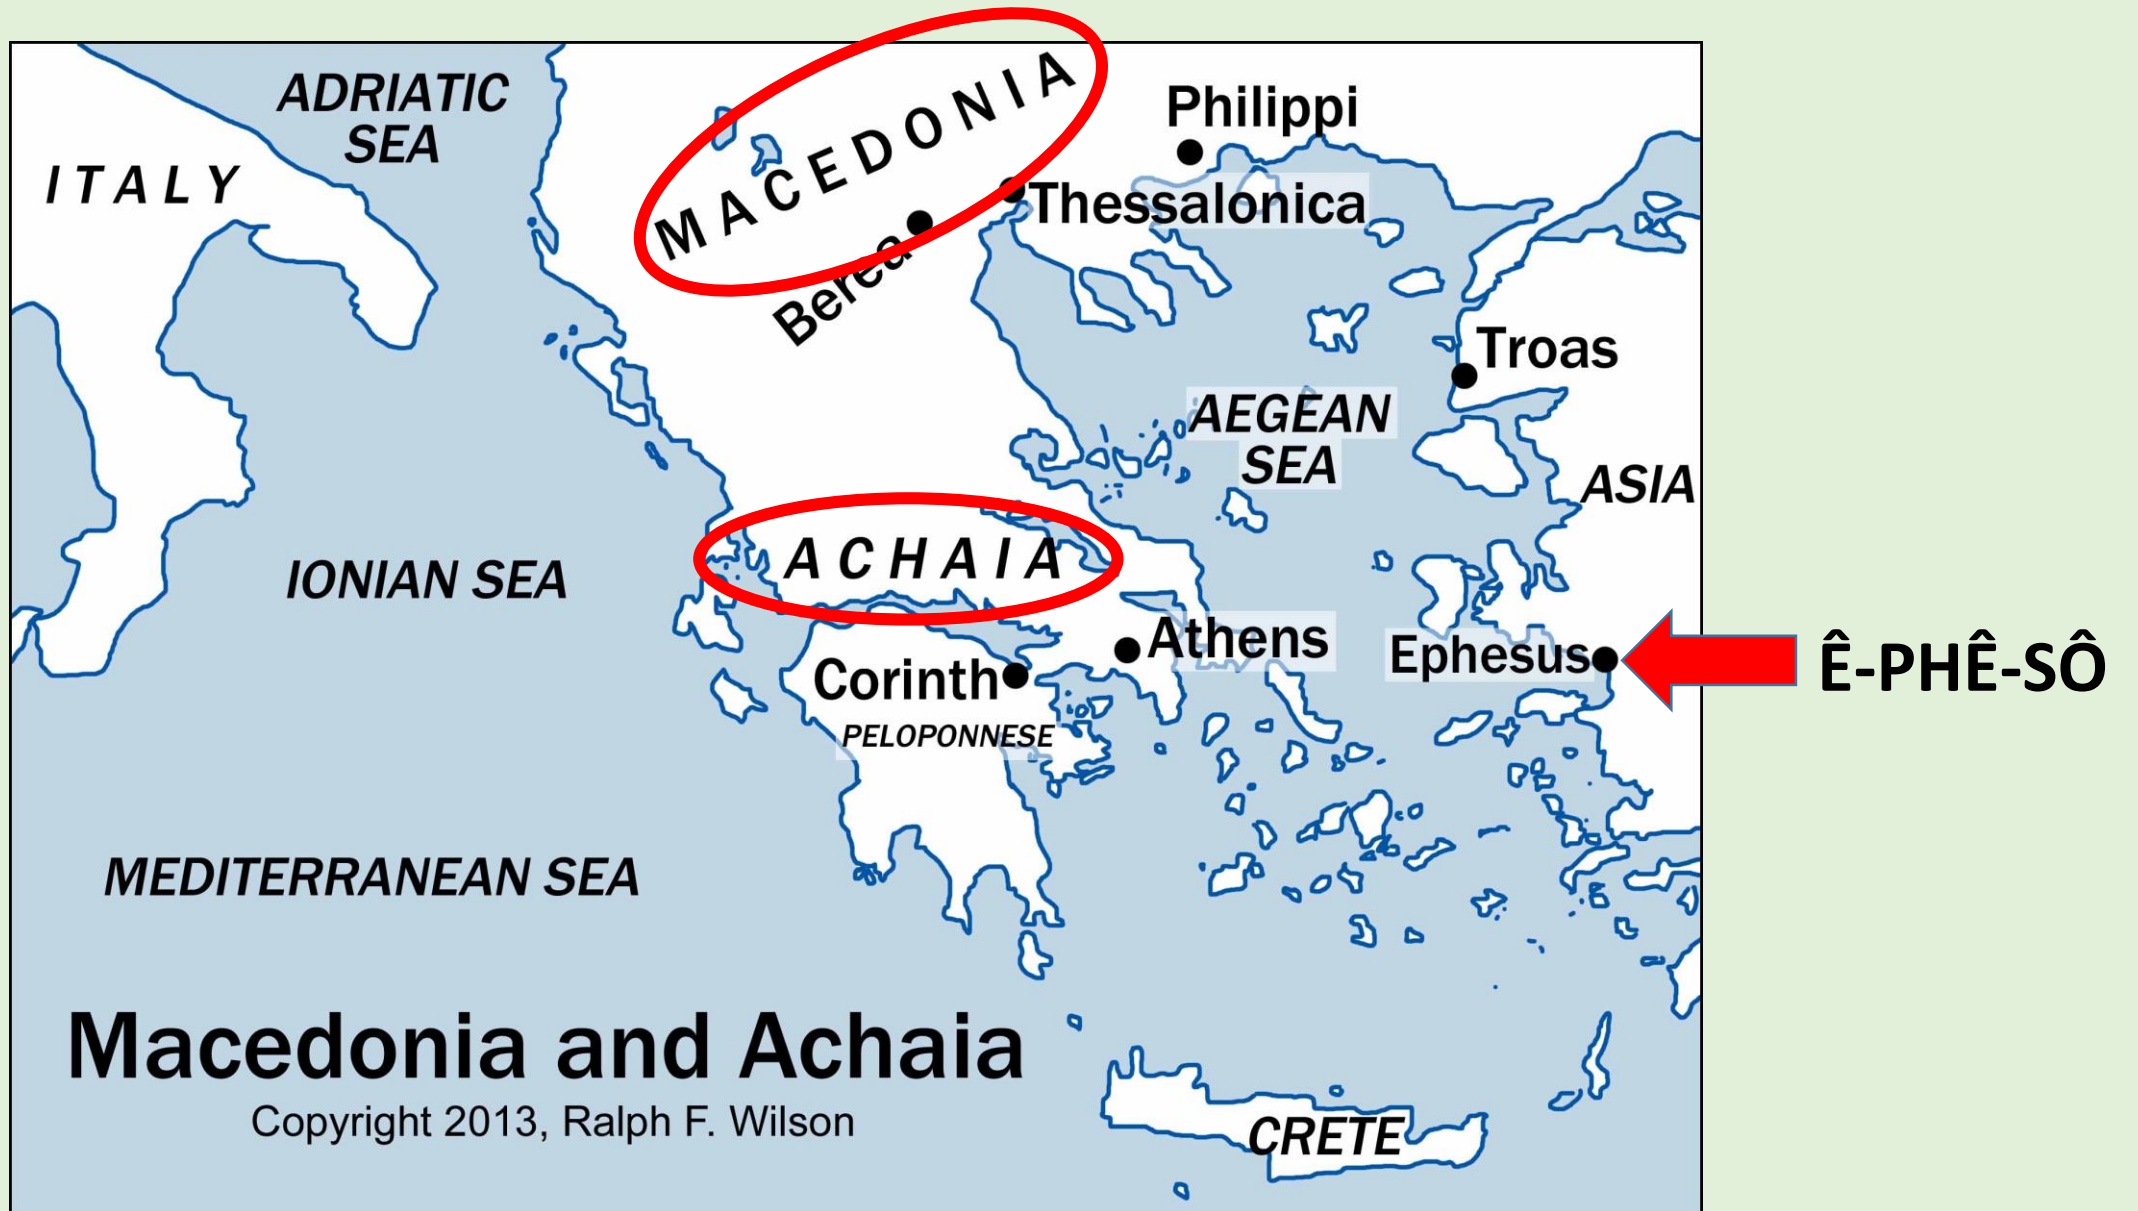 ADRIATIC
SEA
ITALY
MACEDONIA
Philippi
Thessalonica
Berea
Troas
AEGEAN
SEA
ASIA
IONIAN SEA
ACHAIA
Athens
Corinth
PELOPONNESE
Ephesus
Ê-PHÊ-SÔ
MEDITERRANEAN SEA
Macedonia and Achaia
Copyright 2013, Ralph F. Wilson
CRETE